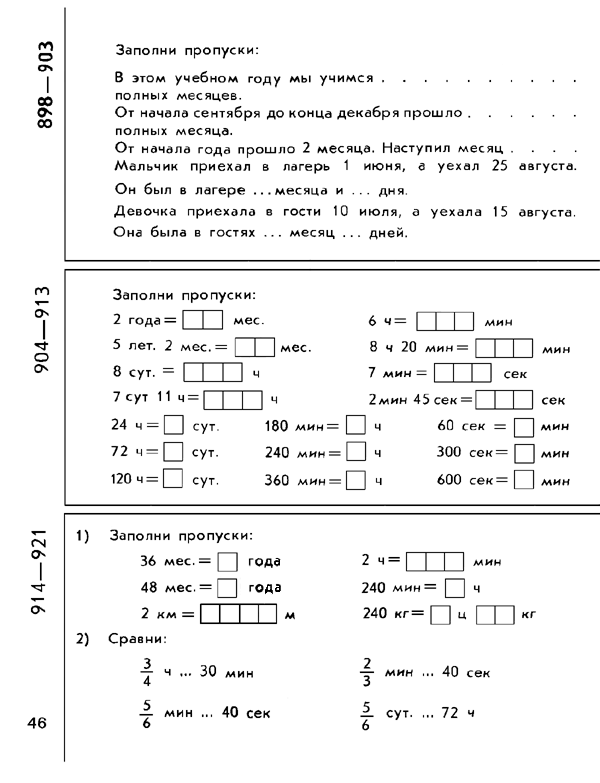 898—903
Заполни пропуски:
В этом учебном году мы учимся . . . . . . . . . .
полных месяцев.
От начала сентября до конца декабря прошло . . . . . .
полных месяца.
От начала года прошло 2 месяца. Наступил месяц . . . .
Мальчик приехал в лагерь 1 июня, а уехал 25 августа.
Он был в лагере ... месяца и ... дня.
Девочка приехала в гости 10 июля, а уехала 15 августа.
Она была в гостях ... месяц ... дней.
904—913
Заполни пропуски:
2 года= мес. 6 ч= мин
5 лет. 2 мес.= мес. 8 ч 20 мин= мин
8 сут. = ч 7 мин= сек
7 сут 11 ч= ч 2мин 45 сек= сек
24 ч= сут. 180 мин= ч 60 сек = мин
72 ч= сут. 240 мин= ч 300 сек= мин
120 ч= сут. 360 мин= ч 600 сек= мин
914—921
1) Заполни пропуски:
36 мес.= года 2 ч= мин
48 мес.= года 240 мин= ч
2 км= м 240 кг= ц кг
2) Сравни:
3/4 ч ... 30 мин 2/3 мин ... 40 сек
5/6 мин ... 40 сек 5/6 сут. ... 72 ч
46